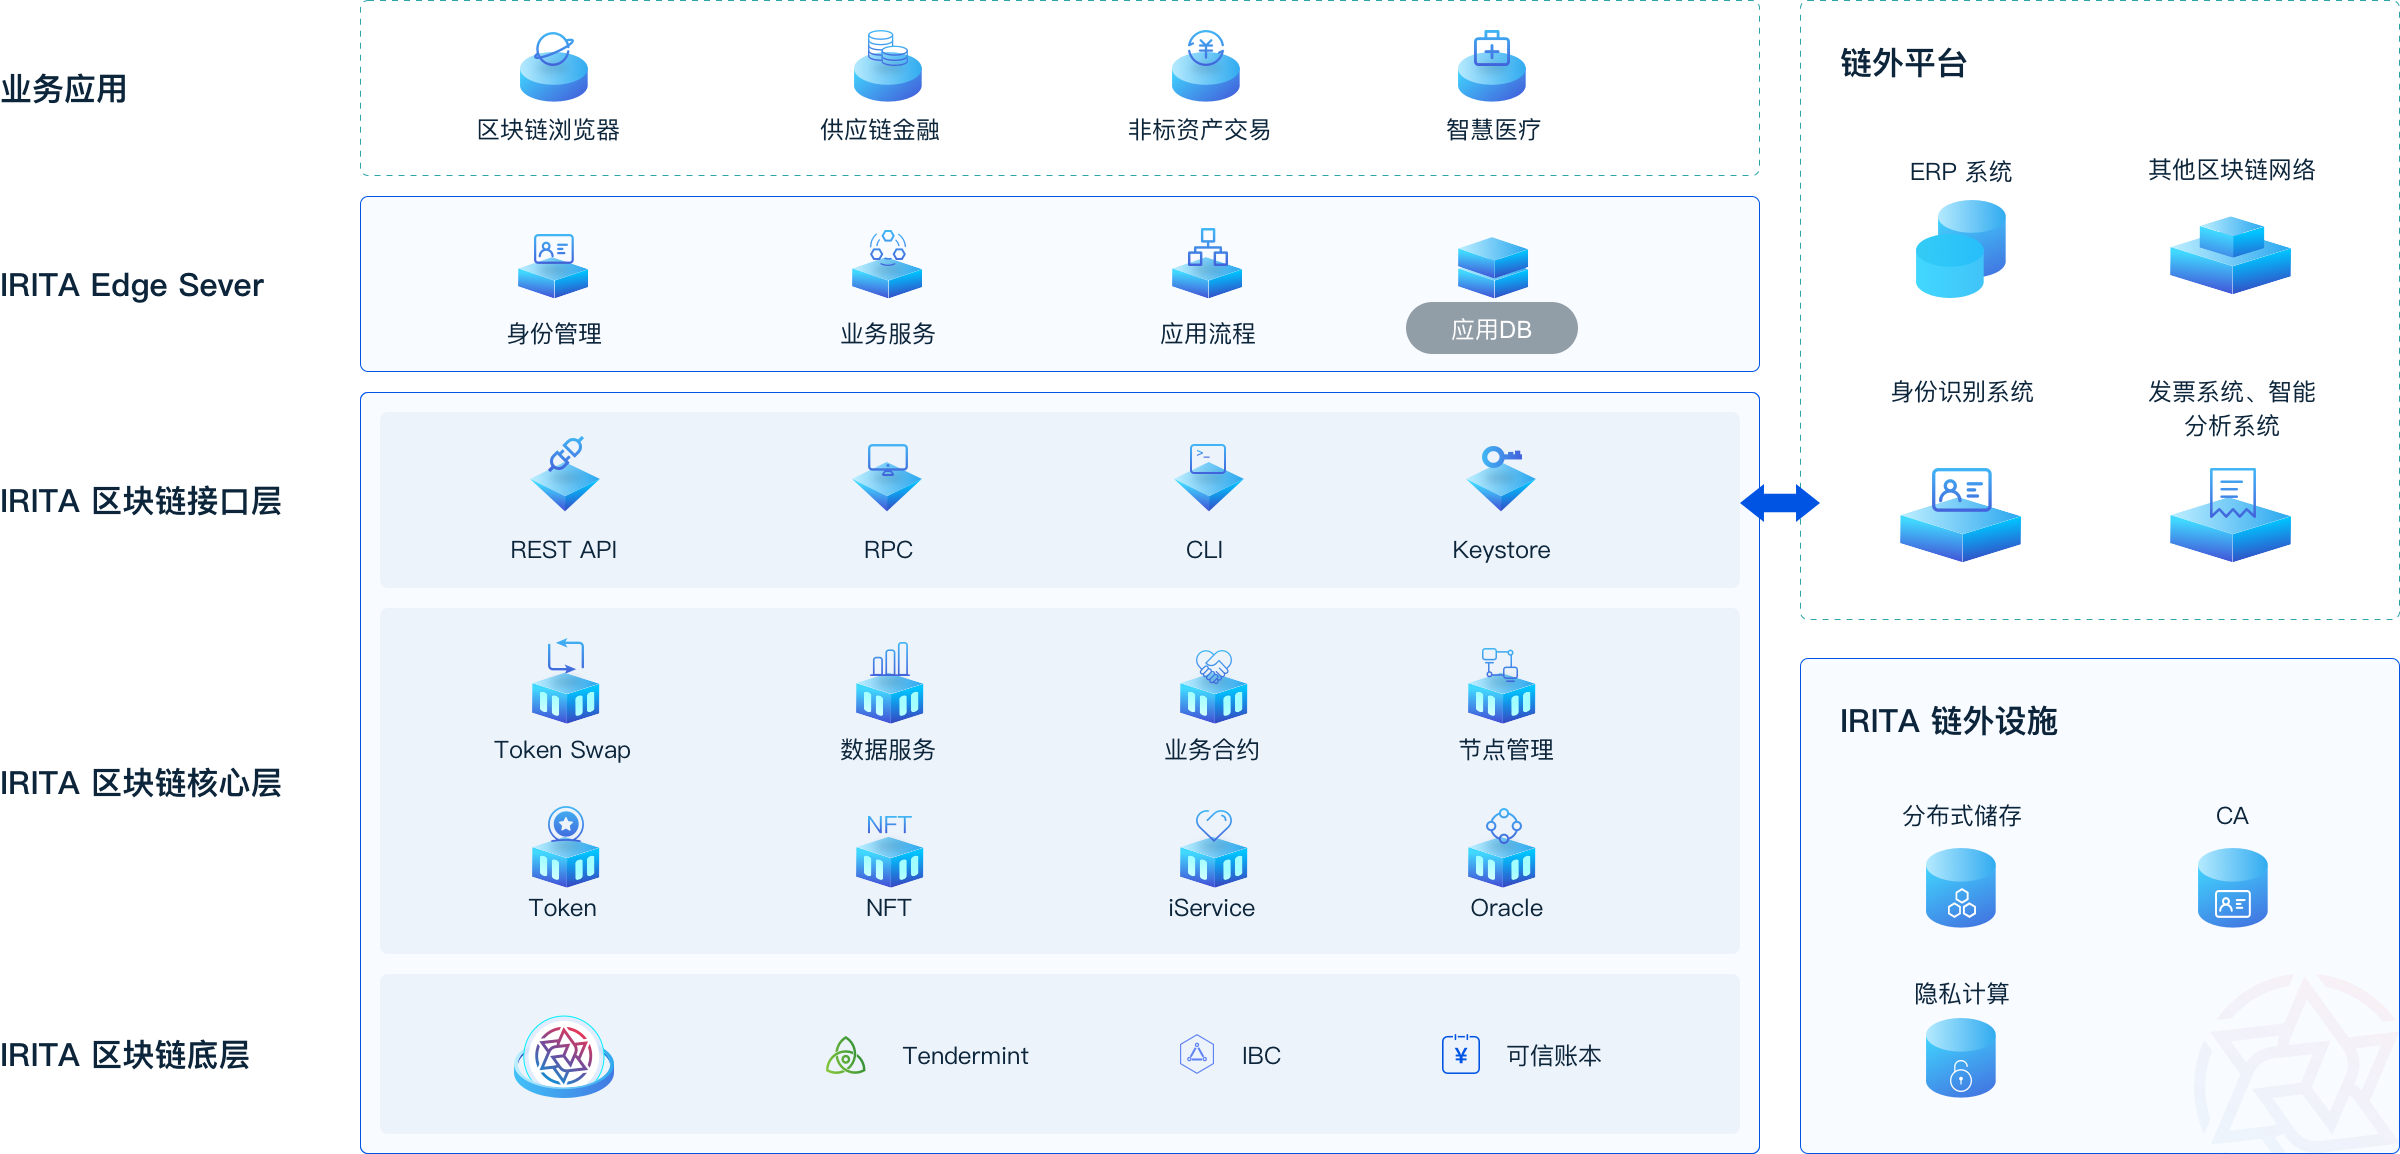 业务应用
区块链浏览器
供应链金融
非标资产交易
智慧医疗
IRITA Edge Sever
身份管理
业务服务
应用流程
应用DB
IRITA 区块链接口层
REST API
RPC
>_
CLI
Keystore
IRITA 区块链核心层
Token Swap
数据服务
业务合约
节点管理
Token
NFT
NFT
iService
Oracle
IRITA 区块链底层
Tendermint
IBC
¥
可信账本
链外平台
ERP 系统
其他区块链网络
身份识别系统
发票系统、智能
分析系统
IRITA 链外设施
分布式储存
CA
隐私计算